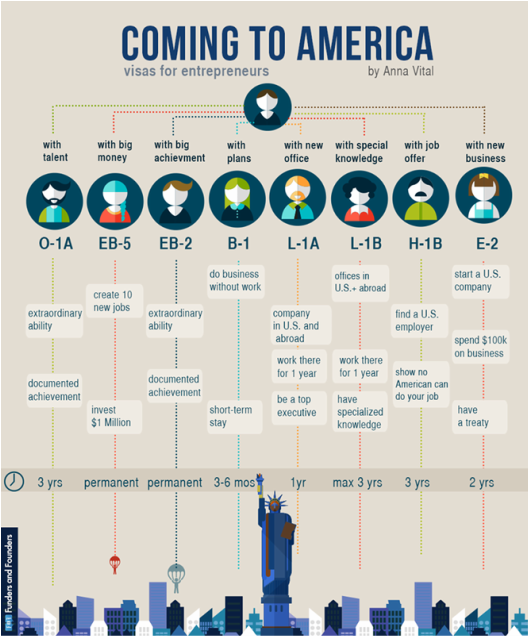 COMING TO AMERICA
visas for entrepreneurs
by Anna Vital
with
talent
with big
money
with big
achievment
with
plans
with new
office
with special
knowledge
with job
offer
with new
business
O-1A
EB-5
EB-2
B-1
L-1A
L-1B
H-1B
E-2
extraordinary
ability
documented
achievement
create 10
new jobs
invest
$1 Million
extraordinary
ability
documented
achievement
do business
without work
short-term
stay
company
in U.S. and
abroad
work there
for 1 year
be a top
executive
offices in
U.S.+ abroad
work there
for 1 year
have
specialized
knowledge
find a U.S.
employer
show no
American can
do your job
start a U.S.
company
spend $100k
on business
have
a treaty
3 yrs
permanent
permanent
3-6 mos
1yr
max 3 yrs
3 yrs
2 yrs
Funders and Founders